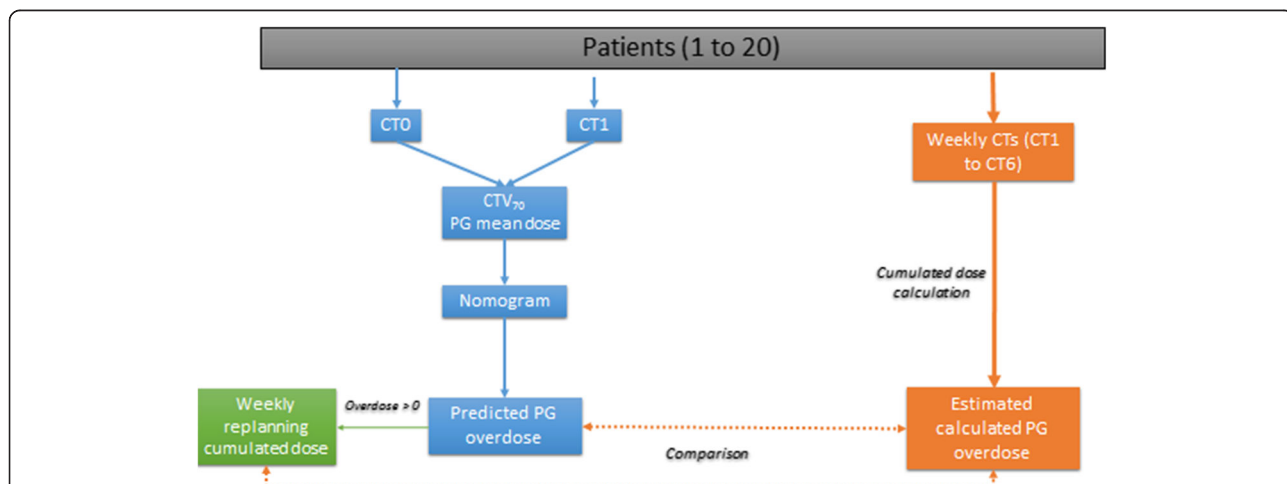 Patients (1 to 20)
CT0
CT1
Weekly CTs (CT1
to CT6)
CTV₇₀
PG mean dose
Cumulated dose
calculation
Nomogram
Weekly
replanning
cumulated dose
Overdose > 0
Predicted PG
overdose
Comparison
Estimated
calculated PG
overdose